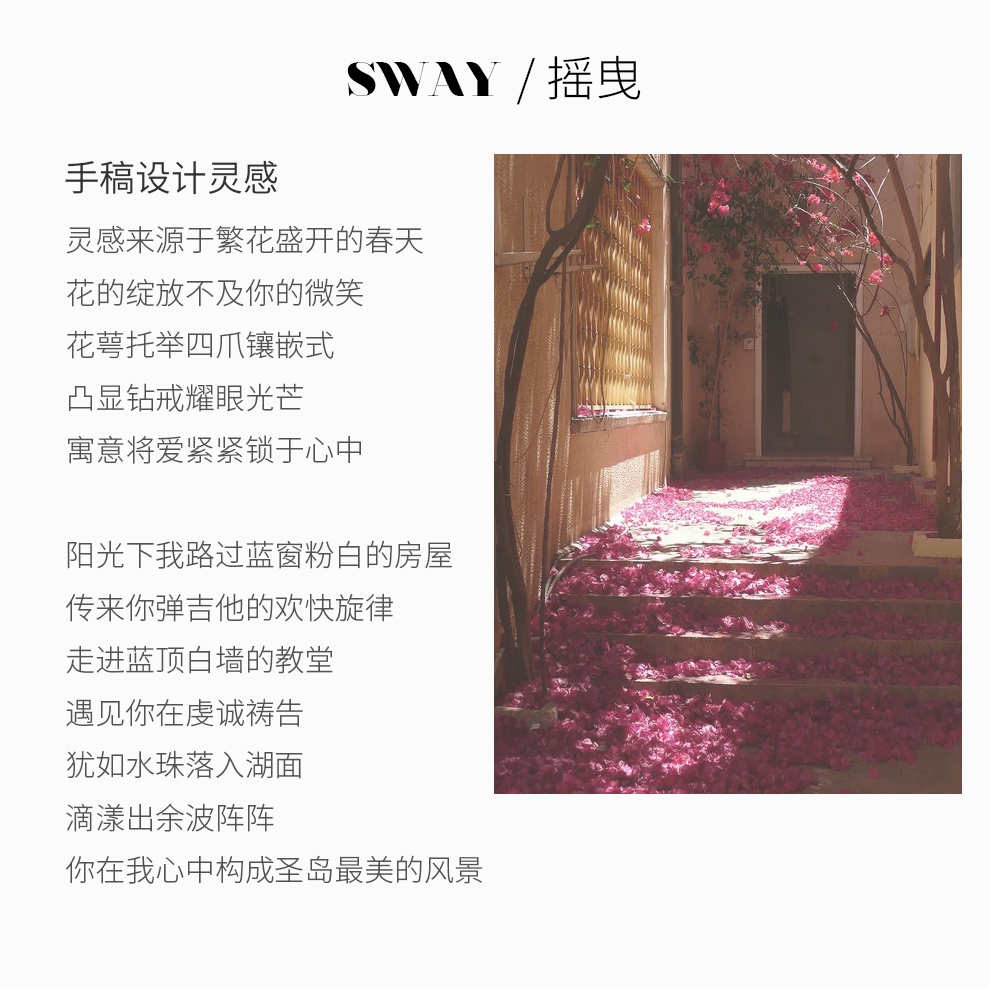 SWAY / 摇曳
手稿设计灵感
灵感来源于繁花盛开的春天
花的绽放不及你的微笑
花萼托举四爪镶嵌式
凸显钻戒耀眼光芒
寓意将爱紧紧锁于心中
阳光下我路过蓝窗粉白的房屋
传来你弹吉他的欢快旋律
走进蓝顶白墙的教堂
遇见你在虔诚祷告
犹如水珠落入湖面
滴漾出余波阵阵
你在我心中构成圣岛最美的风景